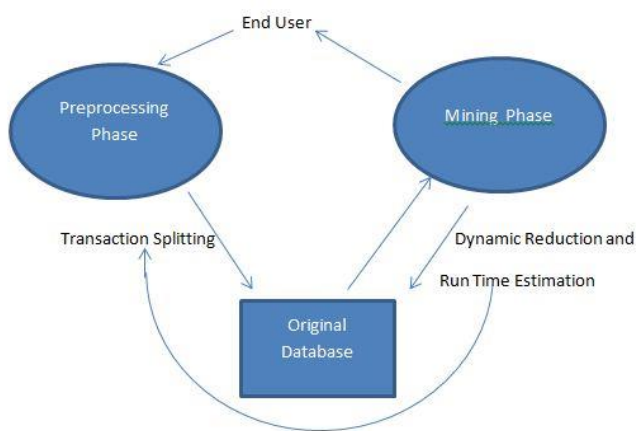 End User
Preprocessing
Phase
Mining Phase
Transaction Splitting
Dynamic Reduction and
Run Time Estimation
Original
Database